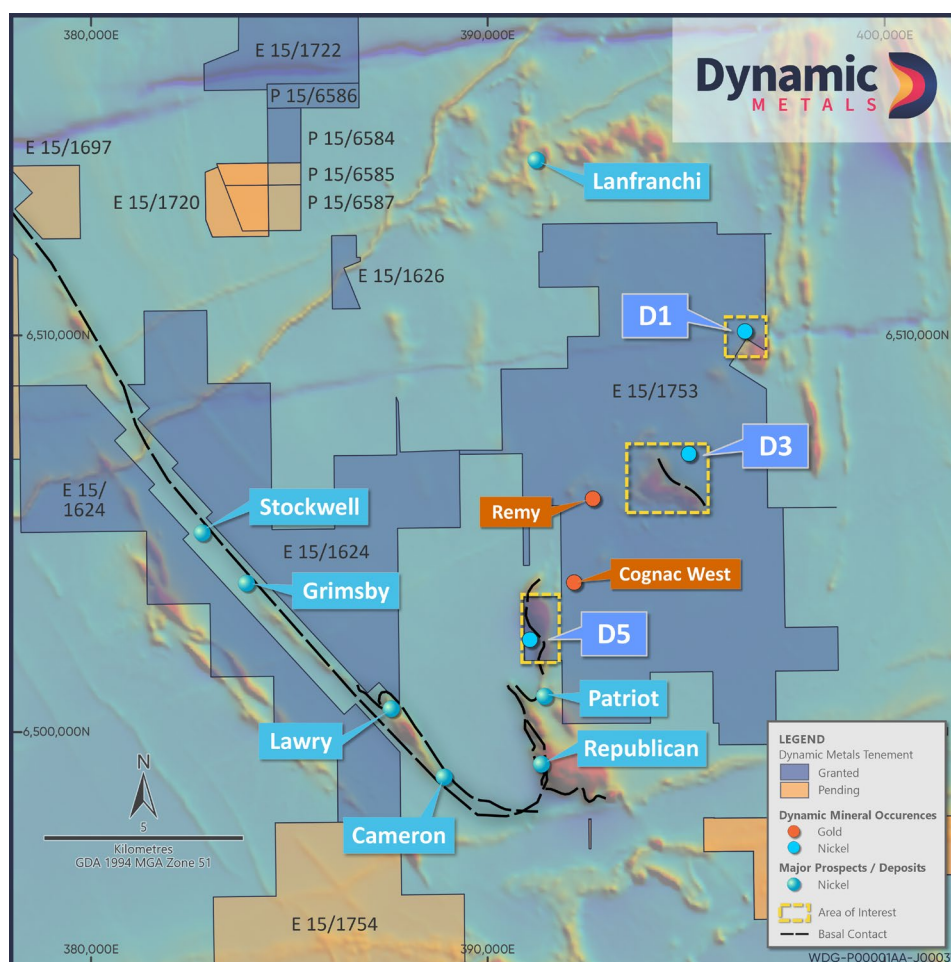 380,000E
390,000E
400,000E
Dynamic
METALS
E 15/1722
P 15/6586
P 15/6584
E 15/1697
P 15/6585
E 15/1720
P 15/6587
Lanfranchi
E 15/1626
D1
6,510,000N
6,510,000N
E 15/1753
D3
E 15/
1624
Stockwell
Remy
E 15/1624
Grimsby
Cognac West
D5
Patriot
6,500,000N
Lawry
Republican
N
5
Kilometres
GDA 1994 MGA Zone 51
Cameron
E 15/1754
LEGEND
Dynamic Metals Tenement
Granted
Pending
Dynamic Mineral Occurences
Gold
Nickel
Major Prospects / Deposits
Nickel
Area of Interest
Basal Contact
380,000E
390,000E